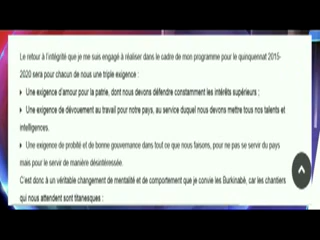 Le retour à l'intégrité que je me suis engagé à réaliser dans le cadre de mon programme pour le quinquennat 2015-
2020 sera pour chacun de nous une triple exigence :
▸ Une exigence d'amour pour la patrie, dont nous devons défendre constamment les intérêts supérieurs ;
▸ Une exigence de dévouement au travail pour notre pays, au service duquel nous devons mettre tous nos talents et
intelligences.
▸ Une exigence de probité et de bonne gouvernance dans tout ce que nous faisons, pour ne pas se servir du pays
mais pour le servir de manière désintéressée.
C'est donc à un véritable changement de mentalité et de comportement que je convie les Burkinabè, car les chantiers
qui nous attendent sont titanesques :